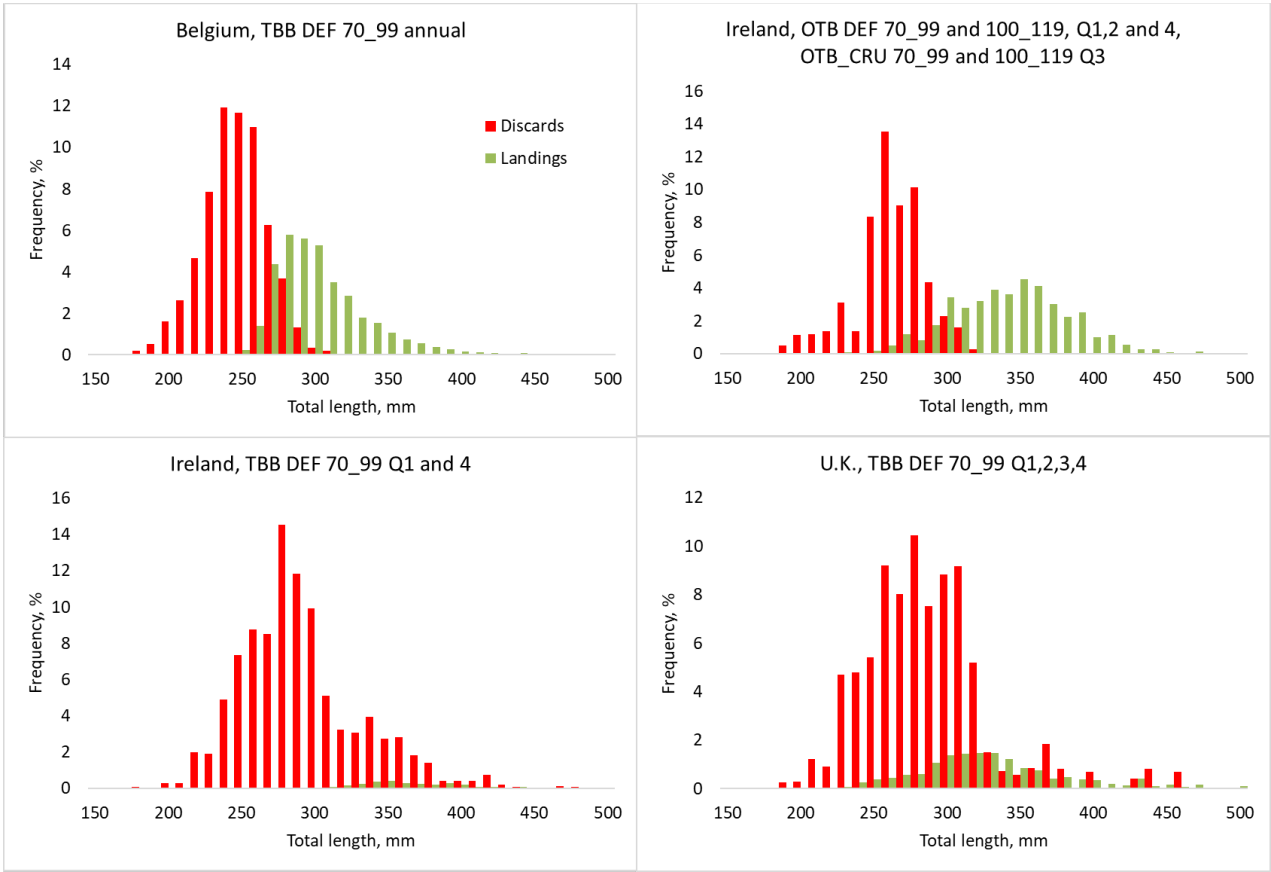 Belgium, TBB DEF 70_99 annual
14
12
10
8
6
4
2
0
Frequency, %
Discards
Landings
150 200 250 300 350 400 450 500
Total length, mm
Ireland, OTB DEF 70_99 and 100_119, Q1,2 and 4,
OTB_CRU 70_99 and 100_119 Q3
16
14
12
10
8
6
4
2
0
Frequency, %
150 200 250 300 350 400 450 500
Total length, mm
Ireland, TBB DEF 70_99 Q1 and 4
16
14
12
10
8
6
4
2
0
Frequency, %
150 200 250 300 350 400 450 500
Total length, mm
U.K., TBB DEF 70_99 Q1,2,3,4
12
10
8
6
4
2
0
Frequency, %
150 200 250 300 350 400 450 500
Total length, mm